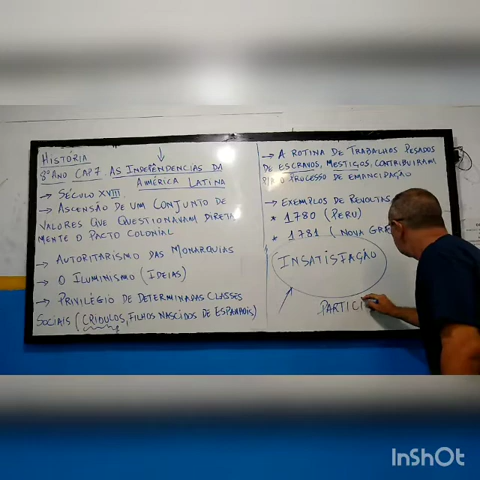 História
8º Ano Cap 7 As Independências da
América Latina
→ Século XVIII
→ Ascensão de um conjunto de
valores que questionavam direta
mente o pacto colonial
→ Autoritarismo das monarquias
→ O Iluminismo (Ideias)
→ Privilégio de determinadas classes
sociais (crioulos, filhos nascidos de espanhóis)
→ A rotina de trabalhos pesados
de escravos, mestiços, contribuíram
p/a o processo de emancipação
→ Exemplos de revoltas
* 1780 (Peru)
* 1781 (Nova
Insatisfação
Partici
InShOt